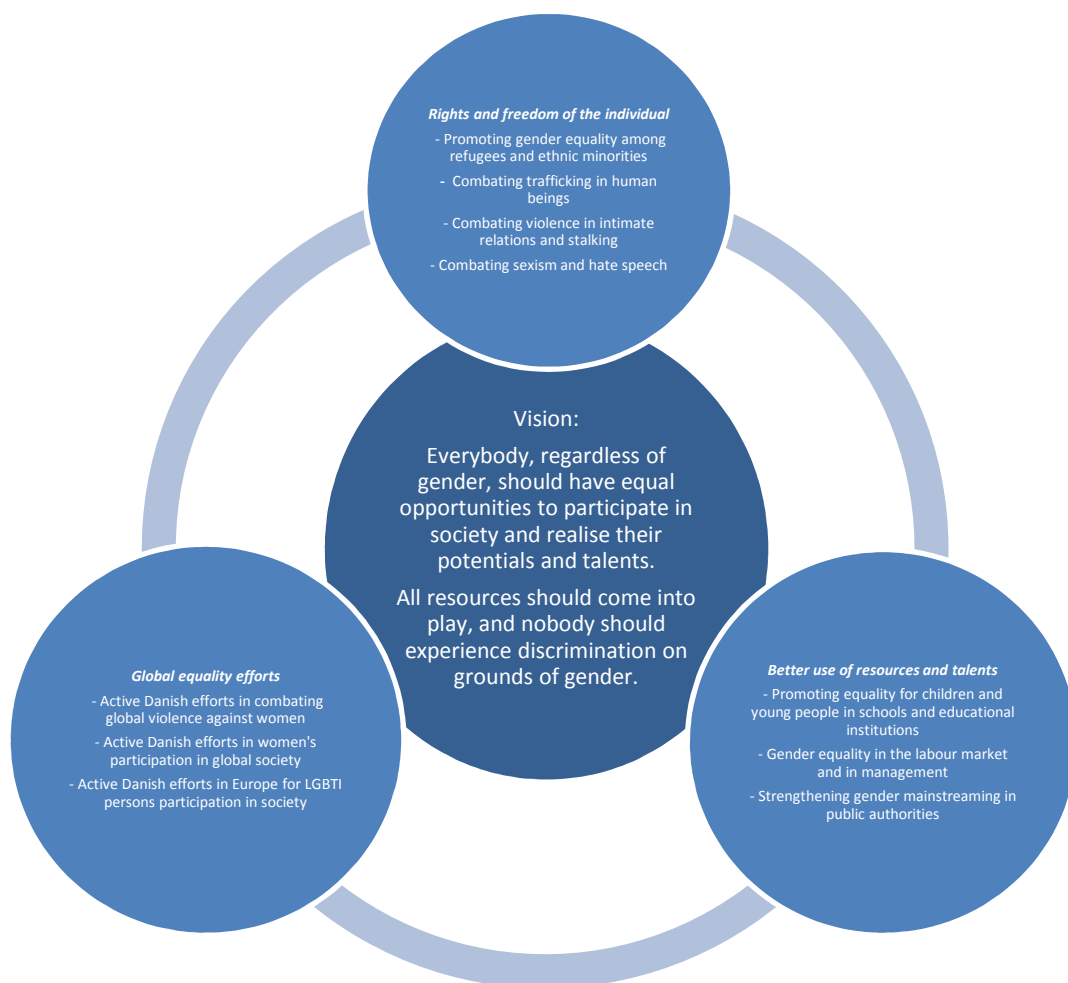 Rights and freedom of the individual
- Promoting gender equality among
refugees and ethnic minorities
- Combating trafficking in human
beings
- Combating violence in intimate
relations and stalking
- Combating sexism and hate speech
Vision:
Everybody, regardless of
gender, should have equal
opportunities to participate in
society and realise their
potentials and talents.
All resources should come into
play, and nobody should
experience discrimination on
grounds of gender.
Global equality efforts
- Active Danish efforts in combating
global violence against women
- Active Danish efforts in women's
participation in global society
- Active Danish efforts in Europe for LGBTI
persons participation in society
Better use of resources and talents
- Promoting equality for children and
young people in schools and educational
institutions
- Gender equality in the labour market
and in management
- Strengthening gender mainstreaming in
public authorities